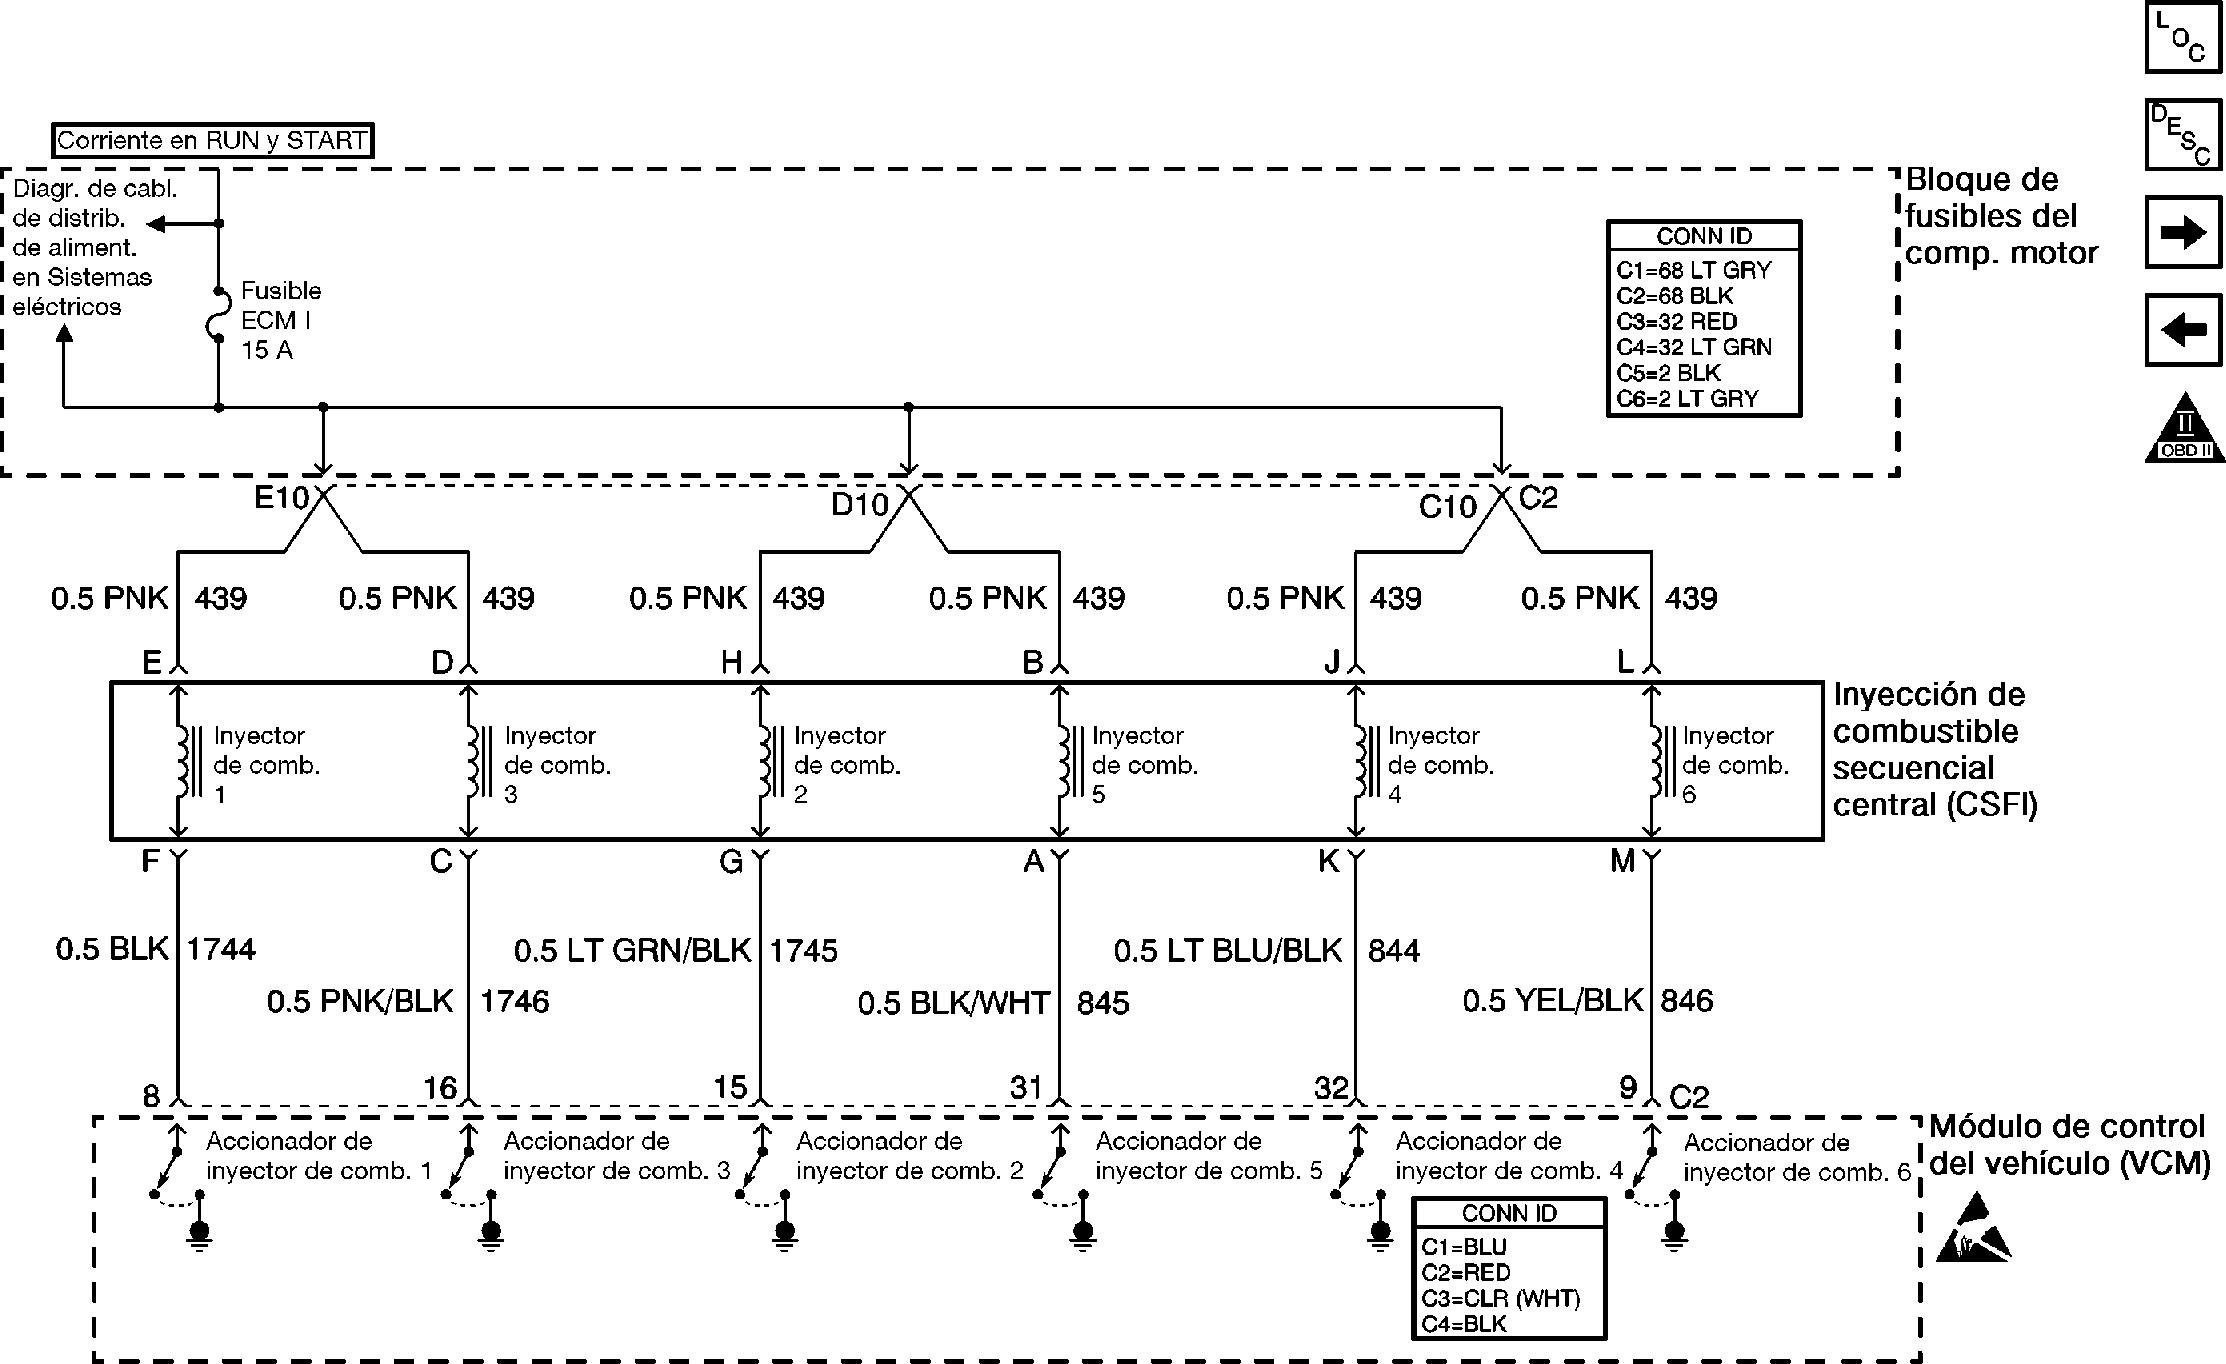 L
O
C
D
E
S
C
II
OBD II
Corriente en RUN y START
Diagr. de cabl.
de distrib.
de aliment.
en Sistemas
eléctricos
Fusible
ECM I
15 A
CONN ID
C1=68 LT GRY
C2=68 BLK
C3=32 RED
C4=32 LT GRN
C5=2 BLK
C6=2 LT GRY
Bloque de
fusibles del
comp. motor
E10
D10
C10
C2
0.5 PNK 439
0.5 PNK 439
0.5 PNK 439
0.5 PNK 439
0.5 PNK 439
0.5 PNK 439
E
D
H
B
J
L
Inyector
de comb.
1
Inyector
de comb.
3
Inyector
de comb.
2
Inyector
de comb.
5
Inyector
de comb.
4
Inyector
de comb.
6
Inyección de
combustible
secuencial
central (CSFI)
F
C
G
A
K
M
0.5 BLK 1744
0.5 PNK/BLK 1746
0.5 LT GRN/BLK 1745
0.5 BLK/WHT 845
0.5 LT BLU/BLK 844
0.5 YEL/BLK 846
8
16
15
31
32
9
C2
Accionador de
inyector de comb. 1
Accionador de
inyector de comb. 3
Accionador de
inyector de comb. 2
Accionador de
inyector de comb. 5
Accionador de
inyector de comb. 4
Accionador de
inyector de comb. 6
Módulo de control
del vehículo (VCM)
CONN ID
C1=BLU
C2=RED
C3=CLR (WHT)
C4=BLK